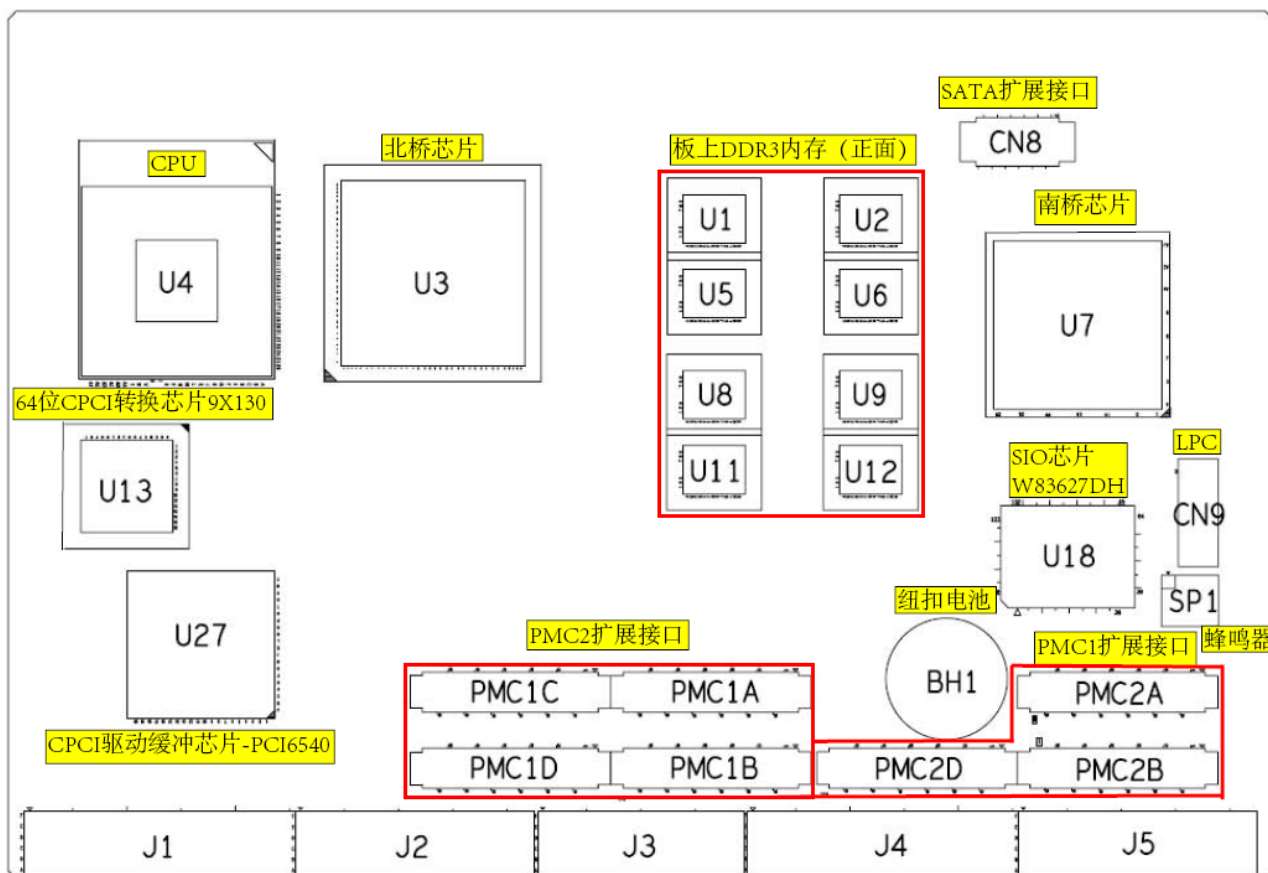 SATA扩展接口
CN8
CPU
北桥芯片
板上DDR3内存（正面）
U4
U3
U1
U2
U5
U6
U8
U9
U11
U12
南桥芯片
U7
64位CPCI转换芯片9X130
U13
SIO芯片
W83627DH
U18
LPC
CN9
SP1
蜂鸣器
U27
CPCI驱动缓冲芯片-PCI6540
纽扣电池
BH1
PMC2扩展接口
PMC1C
PMC1A
PMC1D
PMC1B
PMC1扩展接口
PMC2A
PMC2D
PMC2B
J1
J2
J3
J4
J5